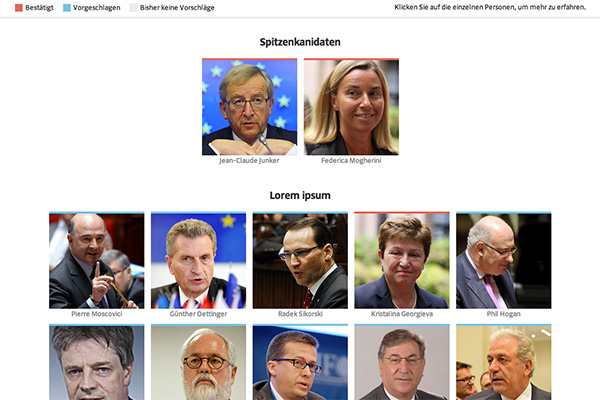 Bestätigt Vorgeschlagen Bisher keine Vorschläge Klicken Sie auf die einzelnen Personen, um mehr zu erfahren.
Spitzenkanidaten
Jean-Claude Junker Federica Mogherini
Lorem ipsum
Pierre Moscovici Günther Oettinger Radek Sikorski Kristalina Georgieva Phil Hogan